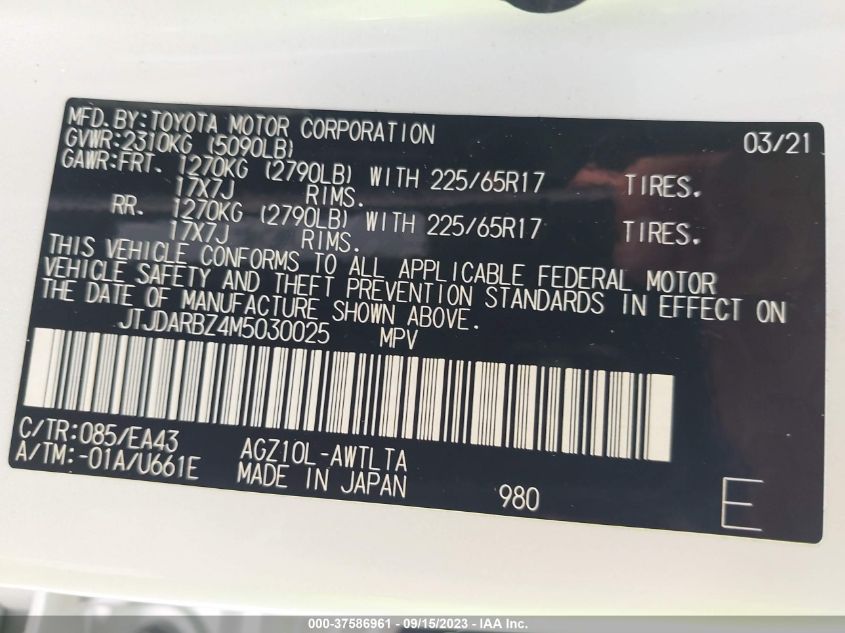 MFD. BY: TOYOTA MOTOR CORPORATION 03/21
GVWR: 2310KG (5090LB)
GAWR: FRT. 1270KG (2790LB) WITH 225/65R17 TIRES.
17X7J RIMS.
RR. 1270KG (2790LB) WITH 225/65R17 TIRES.
17X7J RIMS.
THIS VEHICLE CONFORMS TO ALL APPLICABLE FEDERAL MOTOR
VEHICLE SAFETY AND THEFT PREVENTION STANDARDS IN EFFECT ON
THE DATE OF MANUFACTURE SHOWN ABOVE.
JTJDARBZ4M5030025 MPV
C/TR: 085/EA43 AGZ10L-AWTLTA
A/TM: -01A/U661E MADE IN JAPAN 980 E
000-37586961 - 09/15/2023 - IAA Inc.